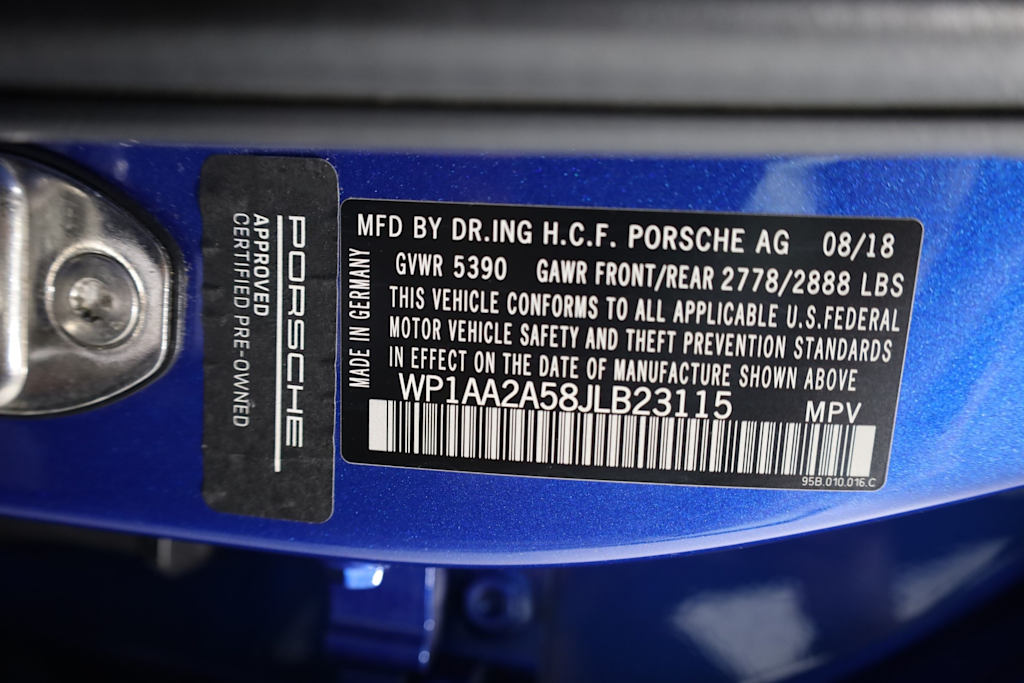 PORSCHE
APPROVED
CERTIFIED PRE-OWNED
MADE IN GERMANY
MFD BY DR.ING H.C.F. PORSCHE AG 08/18
GVWR 5390 GAWR FRONT/REAR 2778/2888 LBS
THIS VEHICLE CONFORMS TO ALL APPLICABLE U.S.FEDERAL
MOTOR VEHICLE SAFETY AND THEFT PREVENTION STANDARDS
IN EFFECT ON THE DATE OF MANUFACTURE SHOWN ABOVE
WP1AA2A58JLB23115 MPV
95B.010.016.C